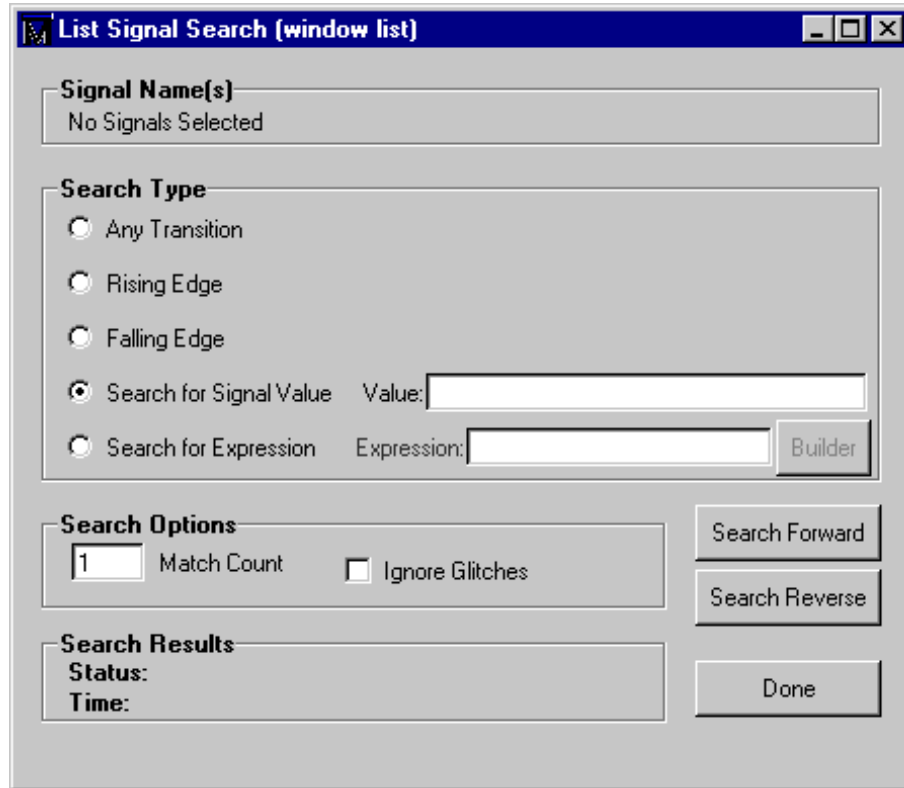 List Signal Search (window list)
Signal Name(s)
No Signals Selected
Search Type
Any Transition
Rising Edge
Falling Edge
Search for Signal Value Value:
Search for Expression Expression: Builder
Search Options
1 Match Count Ignore Glitches
Search Forward
Search Reverse
Search Results
Status:
Time:
Done